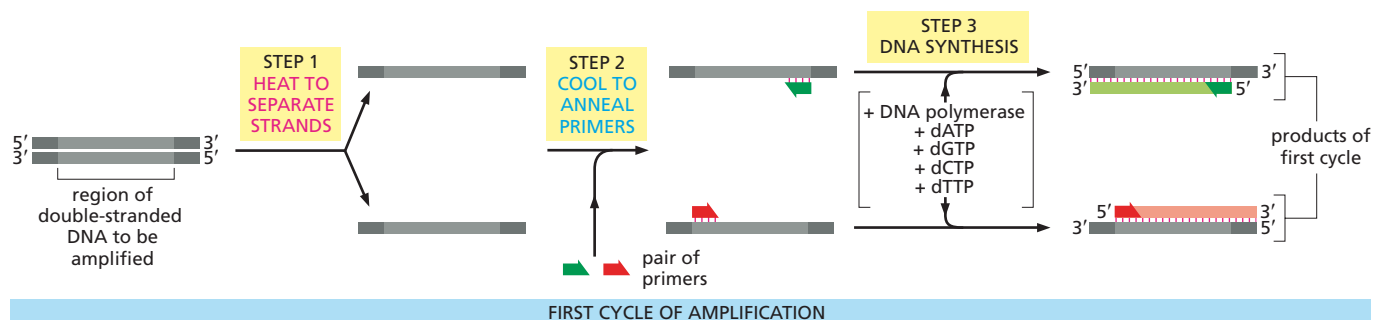 5′ 3′
3′ 5′
region of
double-stranded
DNA to be
amplified
STEP 1
HEAT TO
SEPARATE
STRANDS
STEP 2
COOL TO
ANNEAL
PRIMERS
pair of
primers
STEP 3
DNA SYNTHESIS
+ DNA polymerase
+ dATP
+ dGTP
+ dCTP
+ dTTP
5′ 3′
3′ 5′
5′ 3′
3′ 5′
products of
first cycle
FIRST CYCLE OF AMPLIFICATION